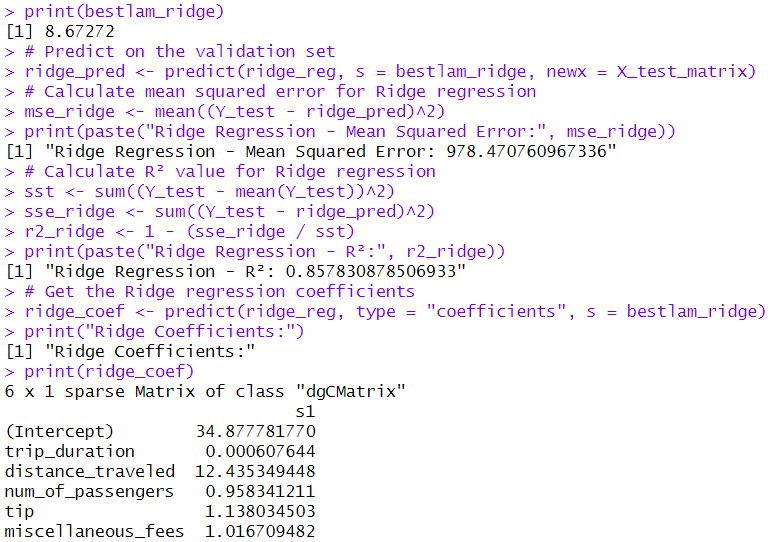 > print(bestlam_ridge)
[1] 8.67272
> # Predict on the validation set
> ridge_pred <- predict(ridge_reg, s = bestlam_ridge, newx = X_test_matrix)
> # Calculate mean squared error for Ridge regression
> mse_ridge <- mean((Y_test - ridge_pred)^2)
> print(paste("Ridge Regression - Mean Squared Error:", mse_ridge))
[1] "Ridge Regression - Mean Squared Error: 978.470760967336"
> # Calculate R² value for Ridge regression
> sst <- sum((Y_test - mean(Y_test))^2)
> sse_ridge <- sum((Y_test - ridge_pred)^2)
> r2_ridge <- 1 - (sse_ridge / sst)
> print(paste("Ridge Regression - R²:", r2_ridge))
[1] "Ridge Regression - R²: 0.857830878506933"
> # Get the Ridge regression coefficients
> ridge_coef <- predict(ridge_reg, type = "coefficients", s = bestlam_ridge)
> print("Ridge Coefficients:")
[1] "Ridge Coefficients:"
> print(ridge_coef)
6 x 1 sparse Matrix of class "dgCMatrix"
                             s1
(Intercept)        34.877781770
trip_duration       0.000607644
distance_traveled  12.435349448
num_of_passengers   0.958341211
tip                 1.138034503
miscellaneous_fees  1.016709482